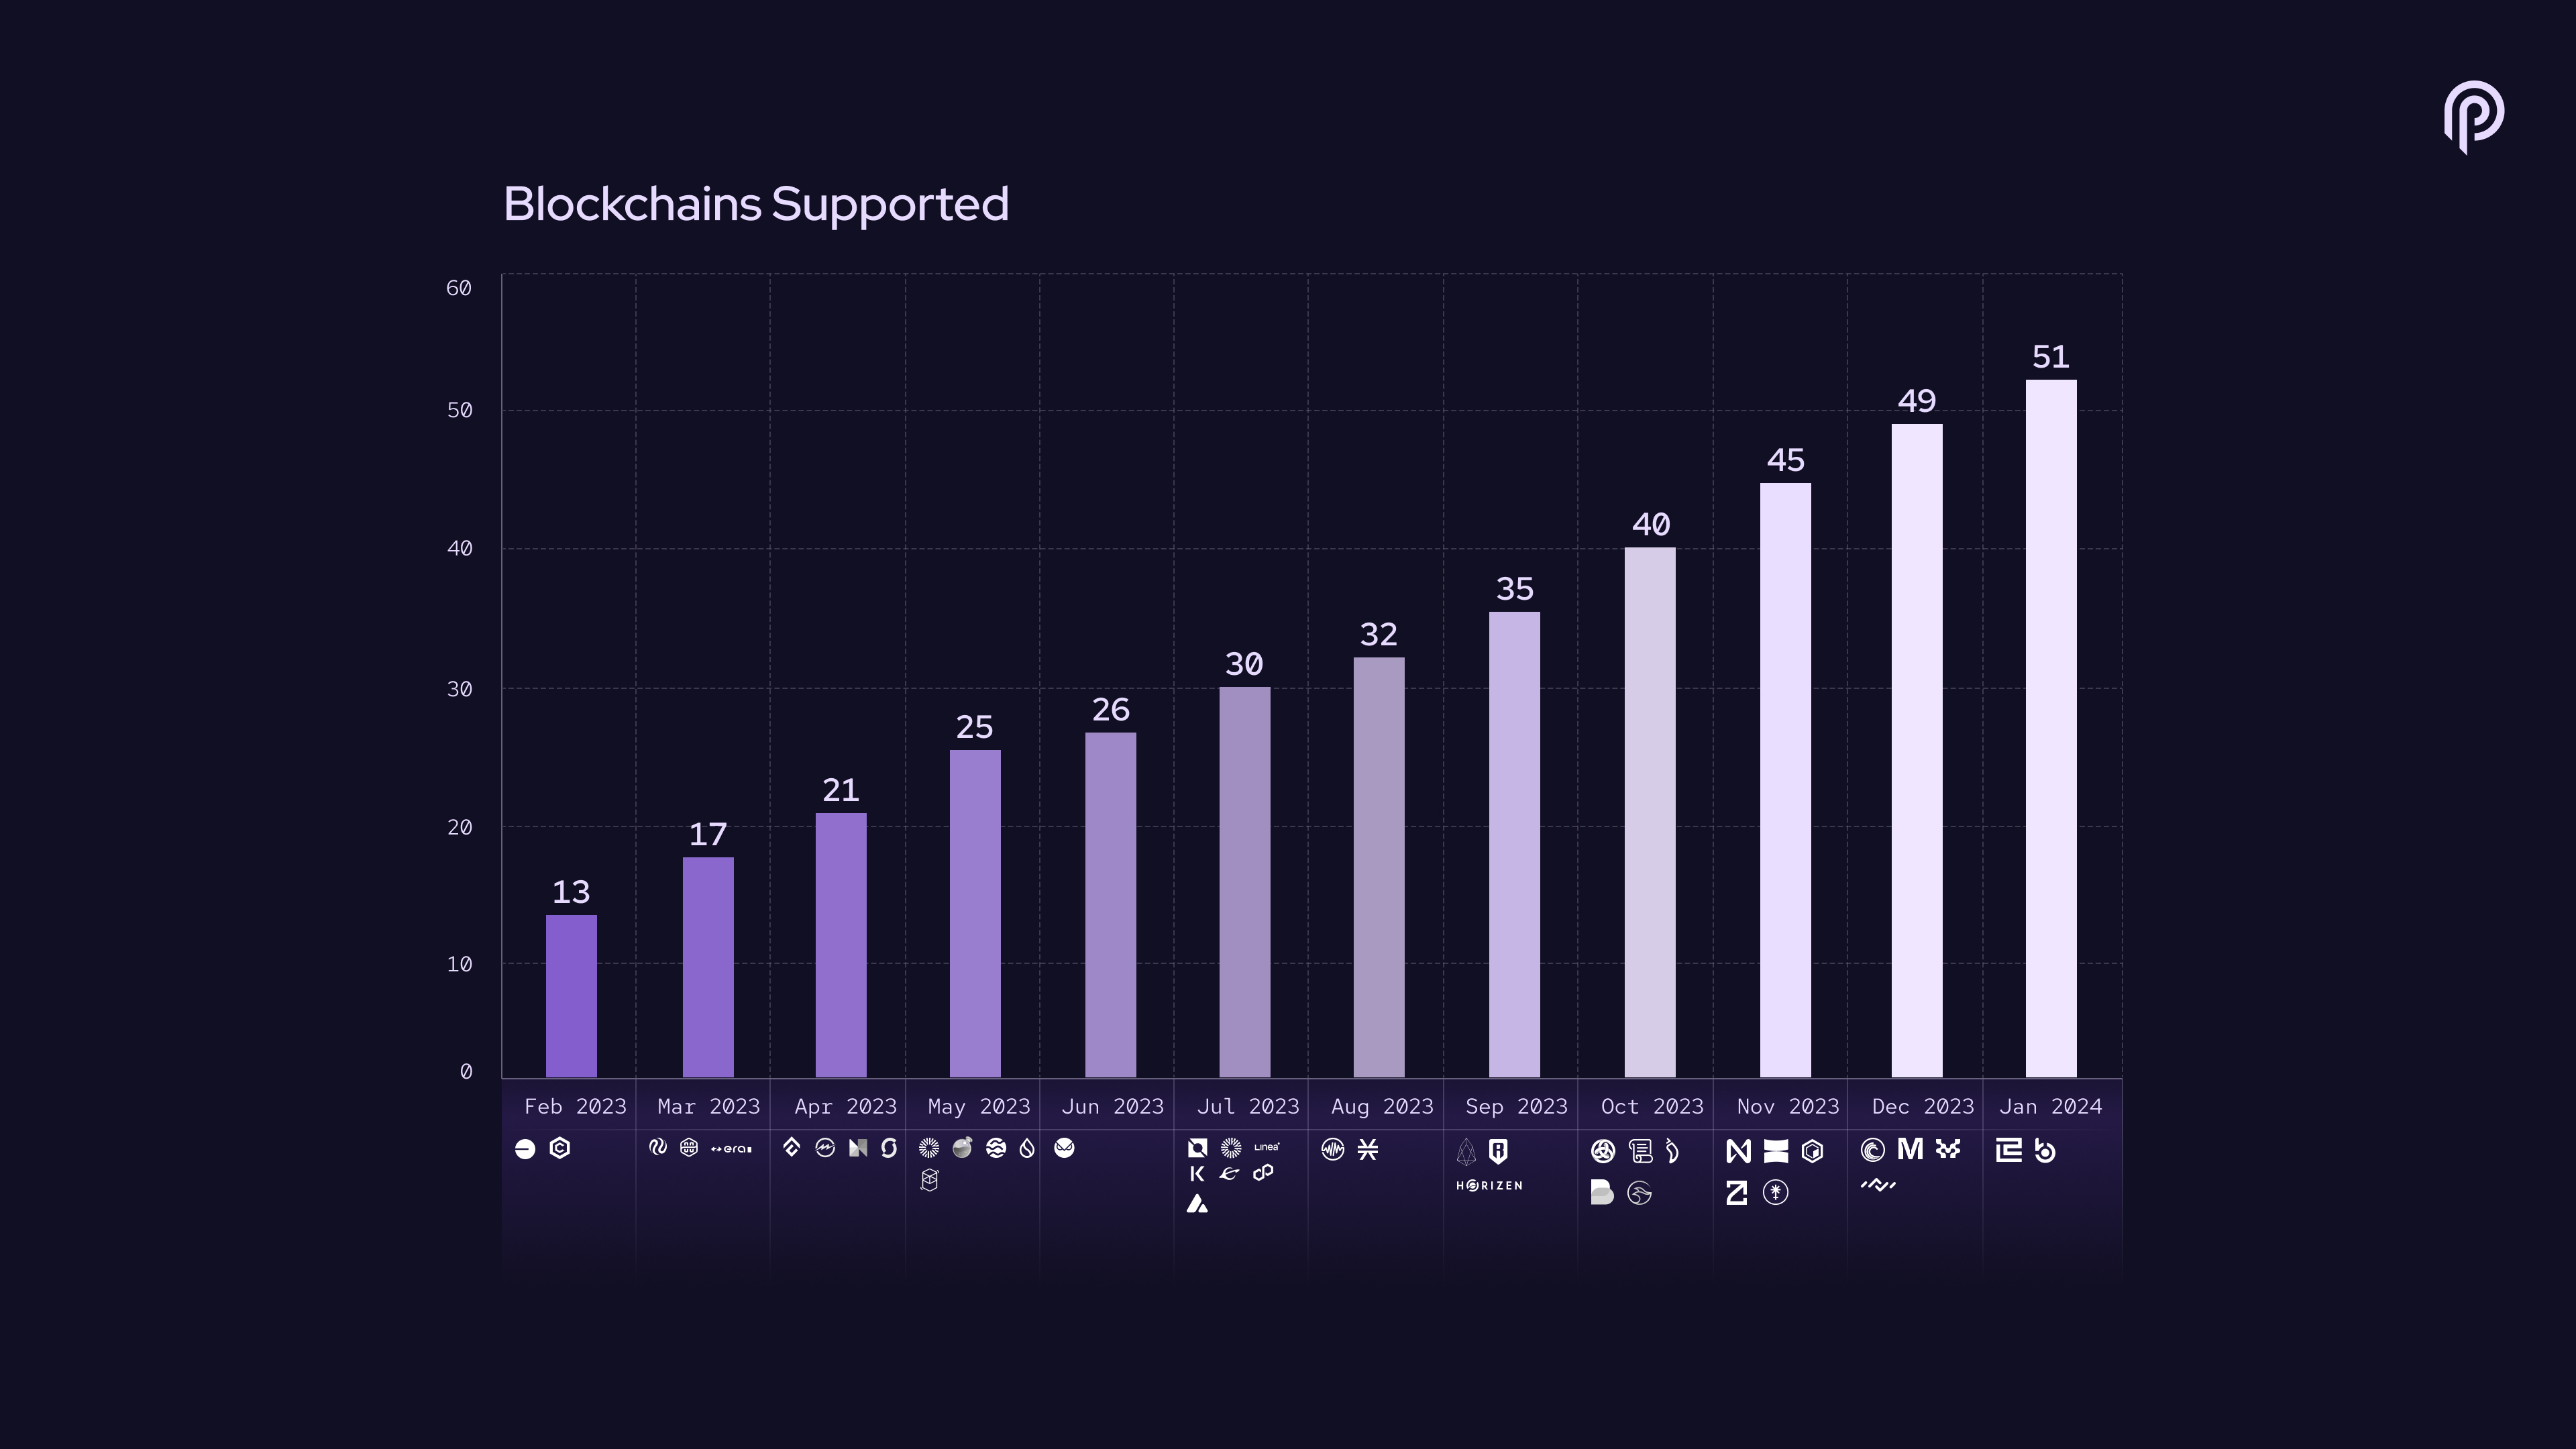 Blockchains Supported
60
50
40
30
20
10
0
13
17
21
25
26
30
32
35
40
45
49
51
Feb 2023
Mar 2023
Apr 2023
May 2023
Jun 2023
Jul 2023
Aug 2023
Sep 2023
Oct 2023
Nov 2023
Dec 2023
Jan 2024
era
Linea
HORIZEN